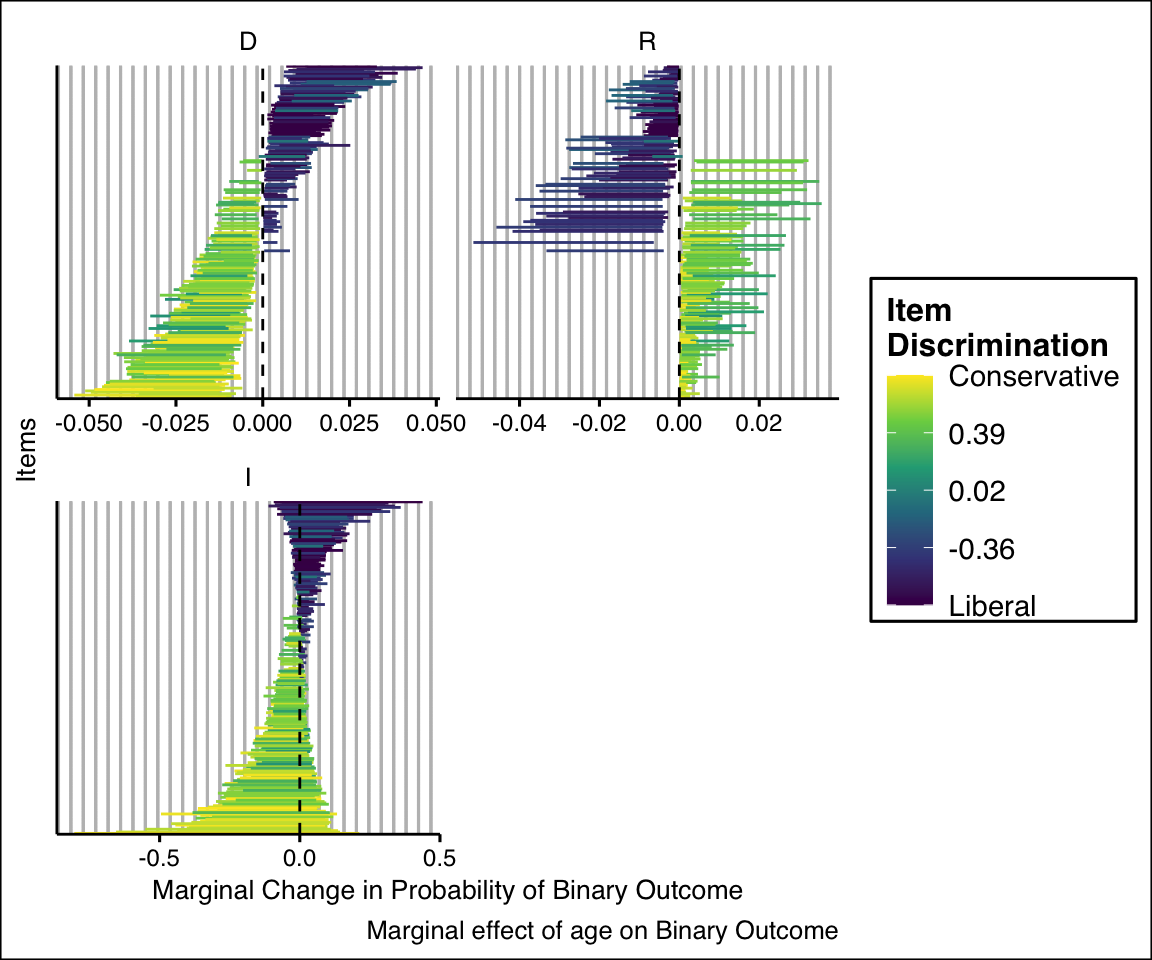 D
R
-0.050 -0.025 0.000 0.025 0.050
-0.04 -0.02 0.00 0.02
Items
I
-0.5 0.0 0.5
Marginal Change in Probability of Binary Outcome
Marginal effect of age on Binary Outcome
Item
Discrimination
Conservative
0.39
0.02
-0.36
Liberal